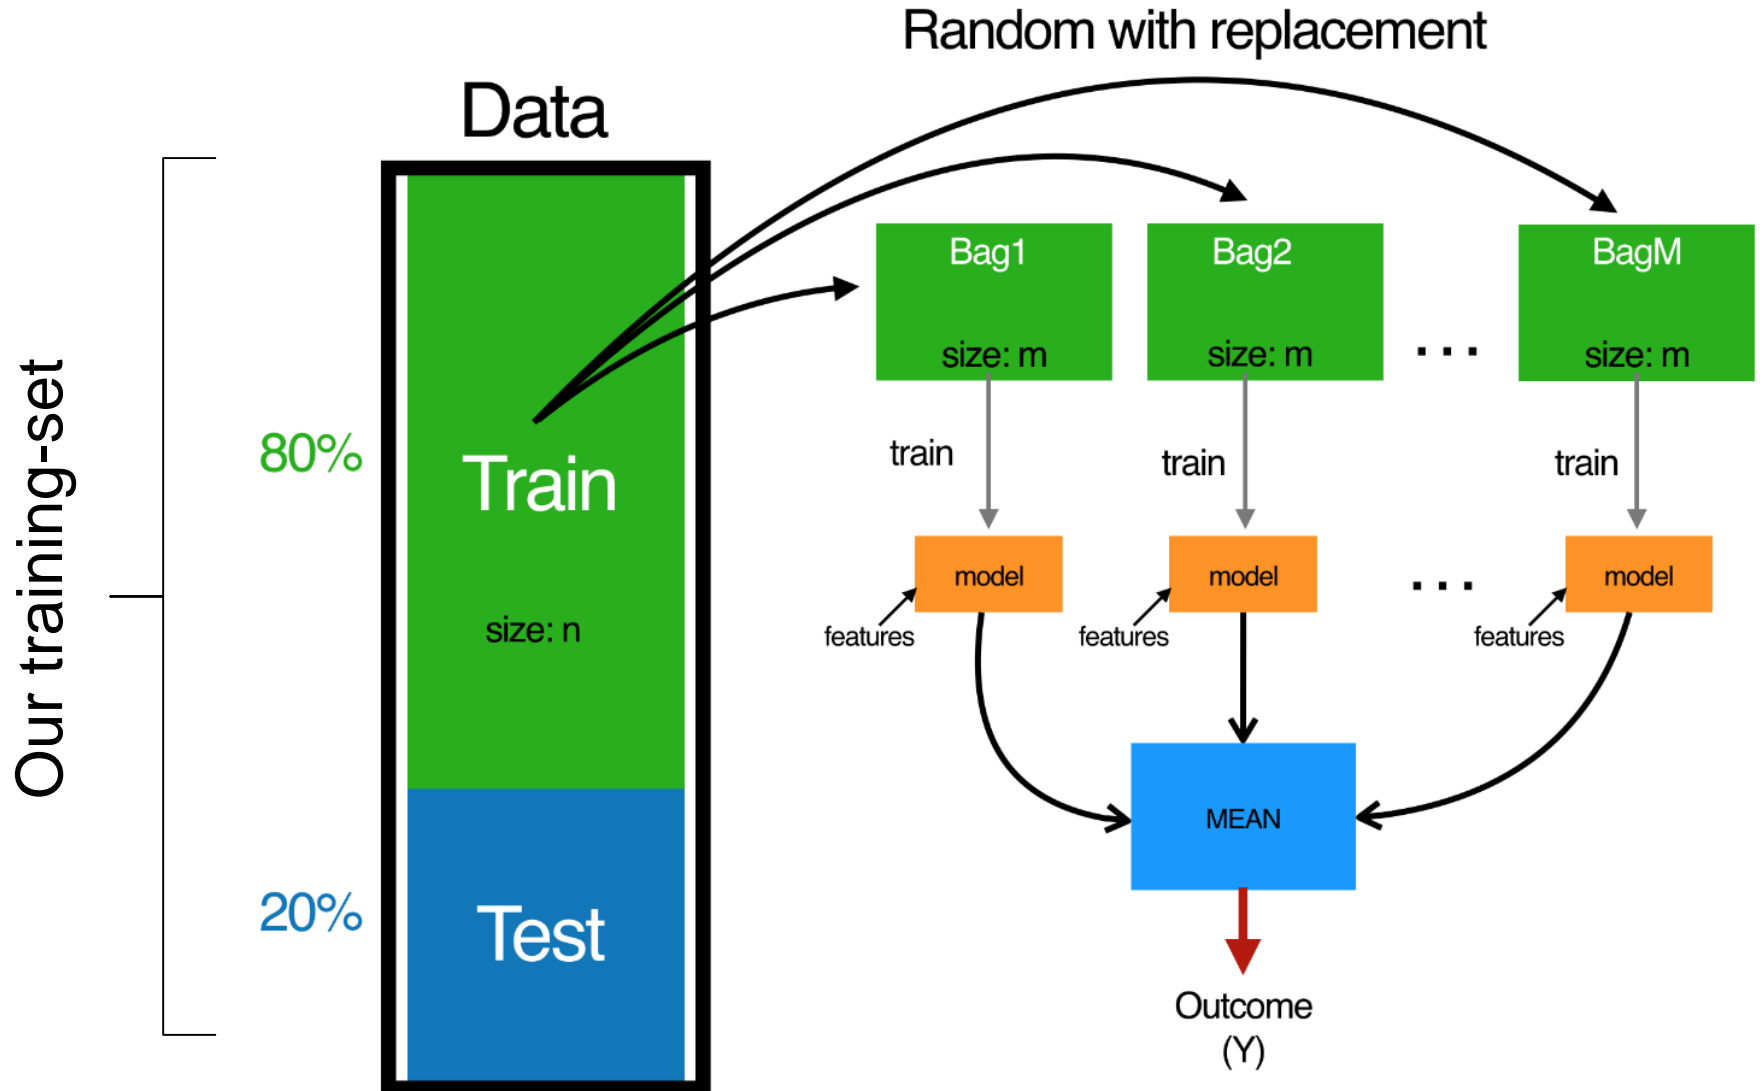 Random with replacement
Data
Our training-set
80%
Train
size: n
20%
Test
Bag1
size: m
Bag2
size: m
...
BagM
size: m
train
train
train
model
model
...
model
features
features
features
MEAN
Outcome
(Y)